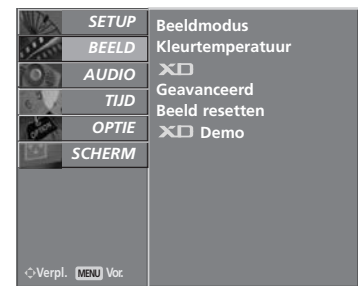 SETUP
BEELD
AUDIO
TIJD
OPTIE
SCHERM
Verpl. MENU Vor.
Beeldmodus
Kleurtemperatuur
XD
Geavanceerd
Beeld resetten
XD Demo